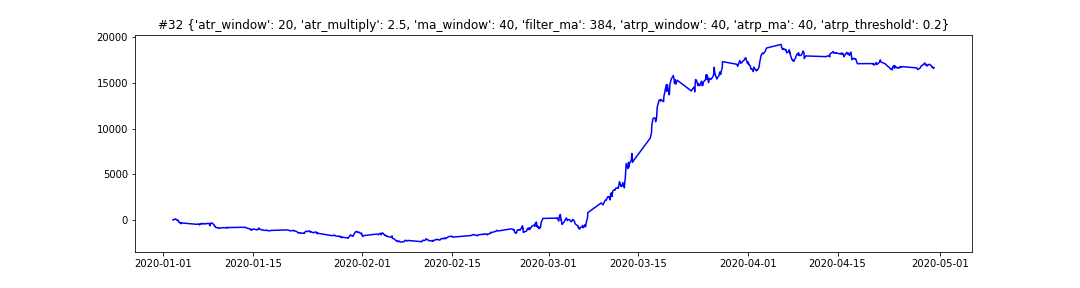 #32 {'atr_window': 20, 'atr_multiply': 2.5, 'ma_window': 40, 'filter_ma': 384, 'atrp_window': 40, 'atrp_ma': 40, 'atrp_threshold': 0.2}
20000
15000
10000
5000
0
2020-01-01 2020-01-15 2020-02-01 2020-02-15 2020-03-01 2020-03-15 2020-04-01 2020-04-15 2020-05-01